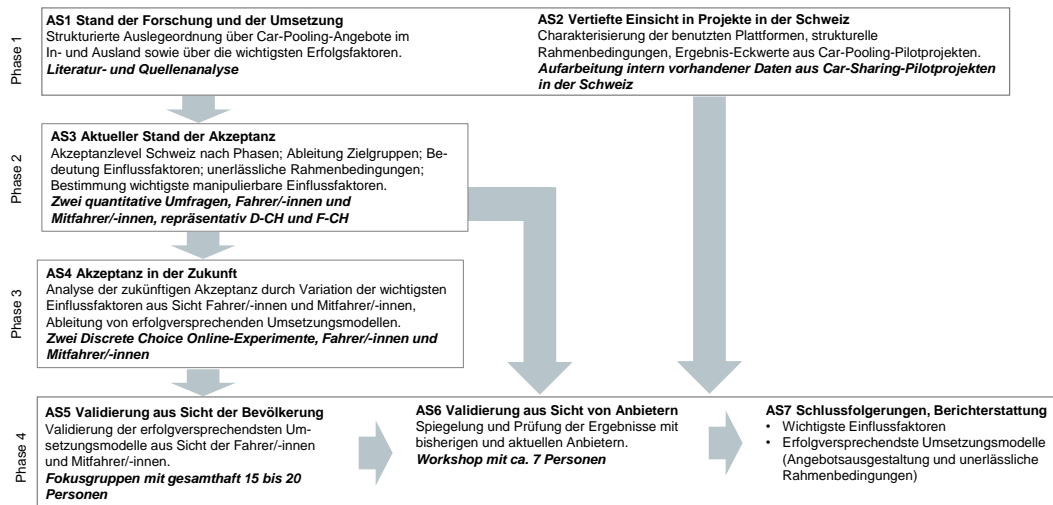 Phase 1
AS1 Stand der Forschung und der Umsetzung
Strukturierte Auslegeordnung über Car-Pooling-Angebote im
In- und Ausland sowie über die wichtigsten Erfolgsfaktoren.
Literatur- und Quellenanalyse
AS2 Vertiefte Einsicht in Projekte in der Schweiz
Charakterisierung der benutzten Plattformen, strukturelle
Rahmenbedingungen, Ergebnis-Eckwerte aus Car-Pooling-Pilotprojekten.
Aufarbeitung intern vorhandener Daten aus Car-Sharing-Pilotprojekten
in der Schweiz
Phase 2
AS3 Aktueller Stand der Akzeptanz
Akzeptanzlevel Schweiz nach Phasen; Ableitung Zielgruppen; Be-
deutung Einflussfaktoren; unerlässliche Rahmenbedingungen;
Bestimmung wichtigste manipulierbare Einflussfaktoren.
Zwei quantitative Umfragen, Fahrer/-innen und
Mitfahrer/-innen, repräsentativ D-CH und F-CH
Phase 3
AS4 Akzeptanz in der Zukunft
Analyse der zukünftigen Akzeptanz durch Variation der wichtigsten
Einflussfaktoren aus Sicht Fahrer/-innen und Mitfahrer/-innen,
Ableitung von erfolgversprechenden Umsetzungsmodellen.
Zwei Discrete Choice Online-Experimente, Fahrer/-innen und
Mitfahrer/-innen
Phase 4
AS5 Validierung aus Sicht der Bevölkerung
Validierung der erfolgversprechendsten Um-
setzungsmodelle aus Sicht der Fahrer/-innen
und Mitfahrer/-innen.
Fokusgruppen mit gesamthaft 15 bis 20
Personen
AS6 Validierung aus Sicht von Anbietern
Spiegelung und Prüfung der Ergebnisse mit
bisherigen und aktuellen Anbietern.
Workshop mit ca. 7 Personen
AS7 Schlussfolgerungen, Berichterstattung
• Wichtigste Einflussfaktoren
• Erfolgversprechendste Umsetzungsmodelle
(Angebotsausgestaltung und unerlässliche
Rahmenbedingungen)